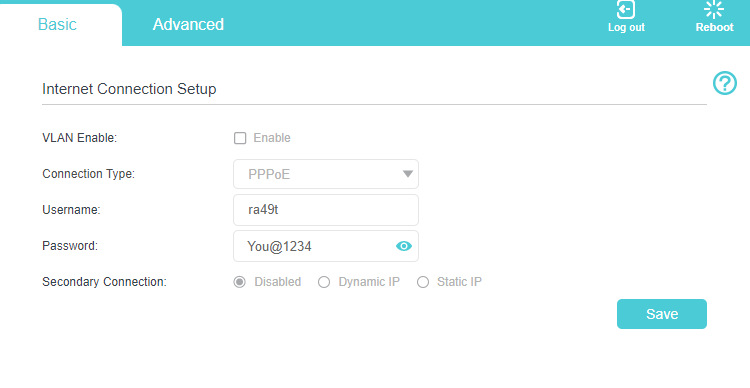 Basic
Advanced
Log out
Reboot
Internet Connection Setup
VLAN Enable: Enable
Connection Type: PPPoE
Username: ra49t
Password: You@1234
Secondary Connection: Disabled Dynamic IP Static IP
Save